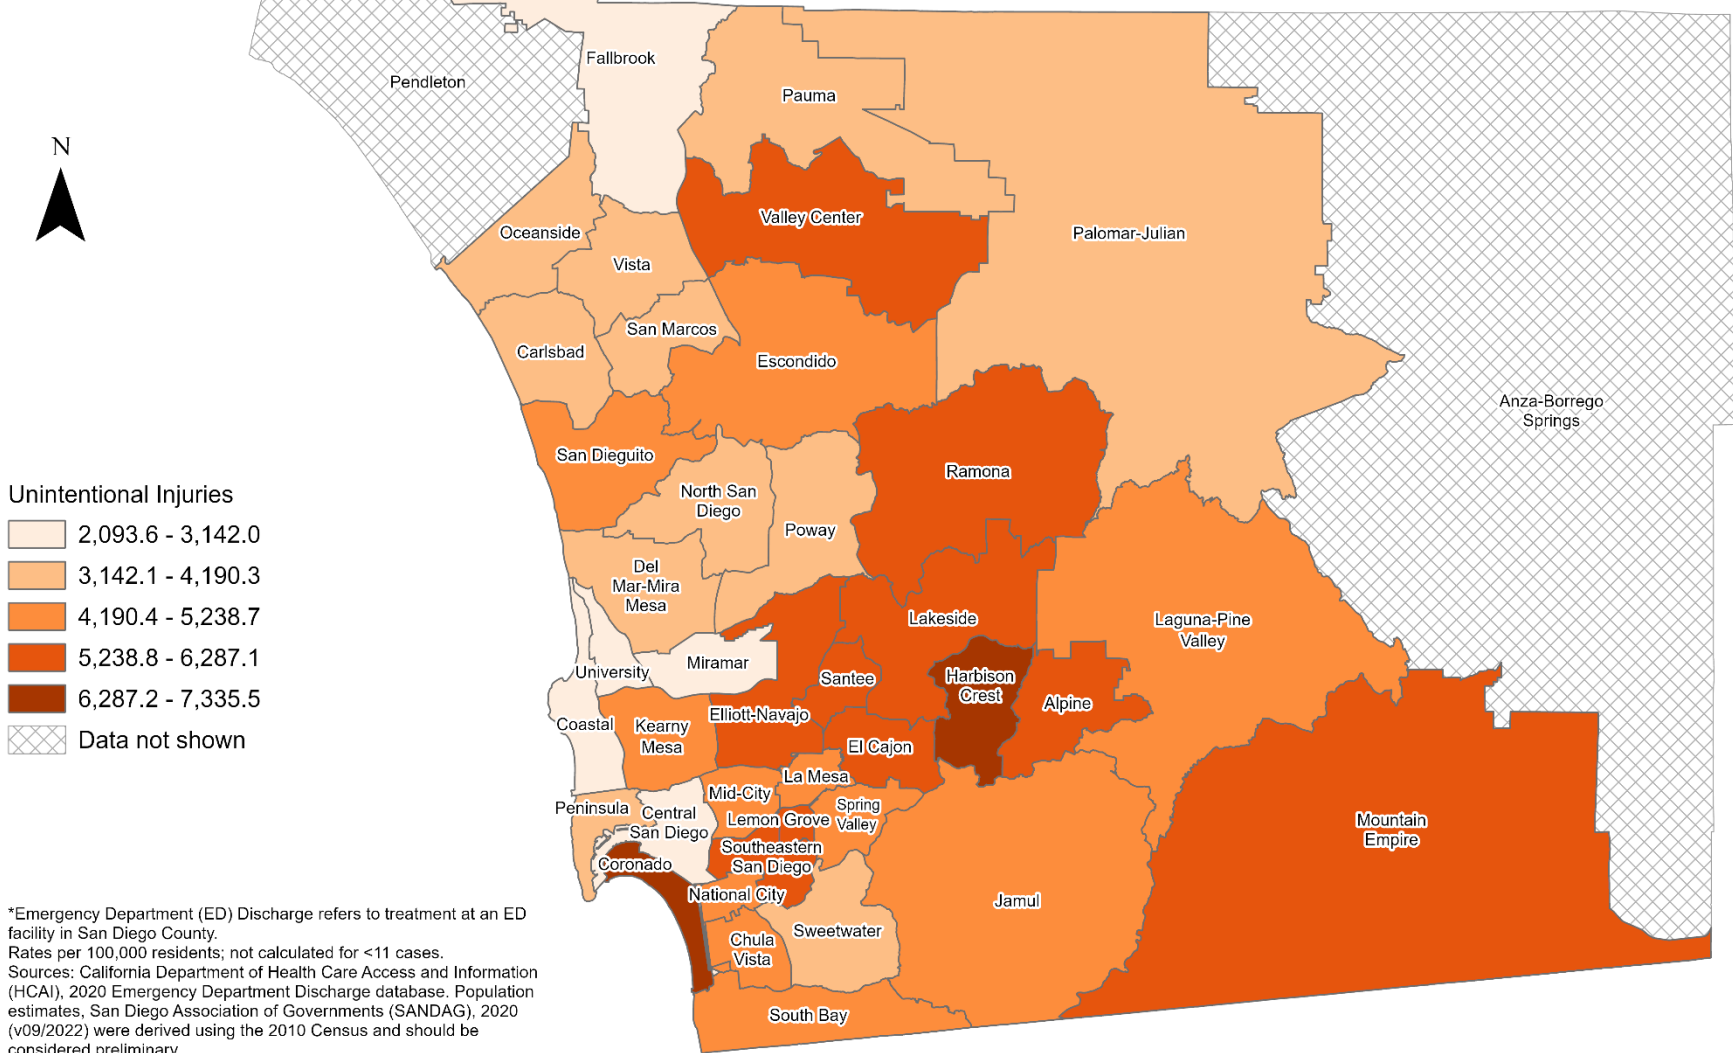 Fallbrook
Pendleton
Pauma
N
Valley Center
Oceanside
Palomar-Julian
Vista
San Marcos
Carlsbad
Escondido
Anza-Borrego
Springs
San Dieguito
Ramona
Unintentional Injuries
North San
Diego
Poway
2,093.6 - 3,142.0
3,142.1 - 4,190.3
4,190.4 - 5,238.7
5,238.8 - 6,287.1
6,287.2 - 7,335.5
Data not shown
Del
Mar-Mira
Mesa
Lakeside
Laguna-Pine
Valley
University
Miramar
Santee
Harbison
Crest
Alpine
Coastal
Kearny
Mesa
Elliott-Navajo
El Cajon
La Mesa
Mid-City
Peninsula
Central
San Diego
Lemon Grove
Spring
Valley
Mountain
Empire
Southeastern
San Diego
Coronado
National City
Jamul
Chula
Vista
Sweetwater
South Bay
*Emergency Department (ED) Discharge refers to treatment at an ED
facility in San Diego County.
Rates per 100,000 residents; not calculated for <11 cases.
Sources: California Department of Health Care Access and Information
(HCAI), 2020 Emergency Department Discharge database. Population
estimates, San Diego Association of Governments (SANDAG), 2020
(v09/2022) were derived using the 2010 Census and should be
considered preliminary.